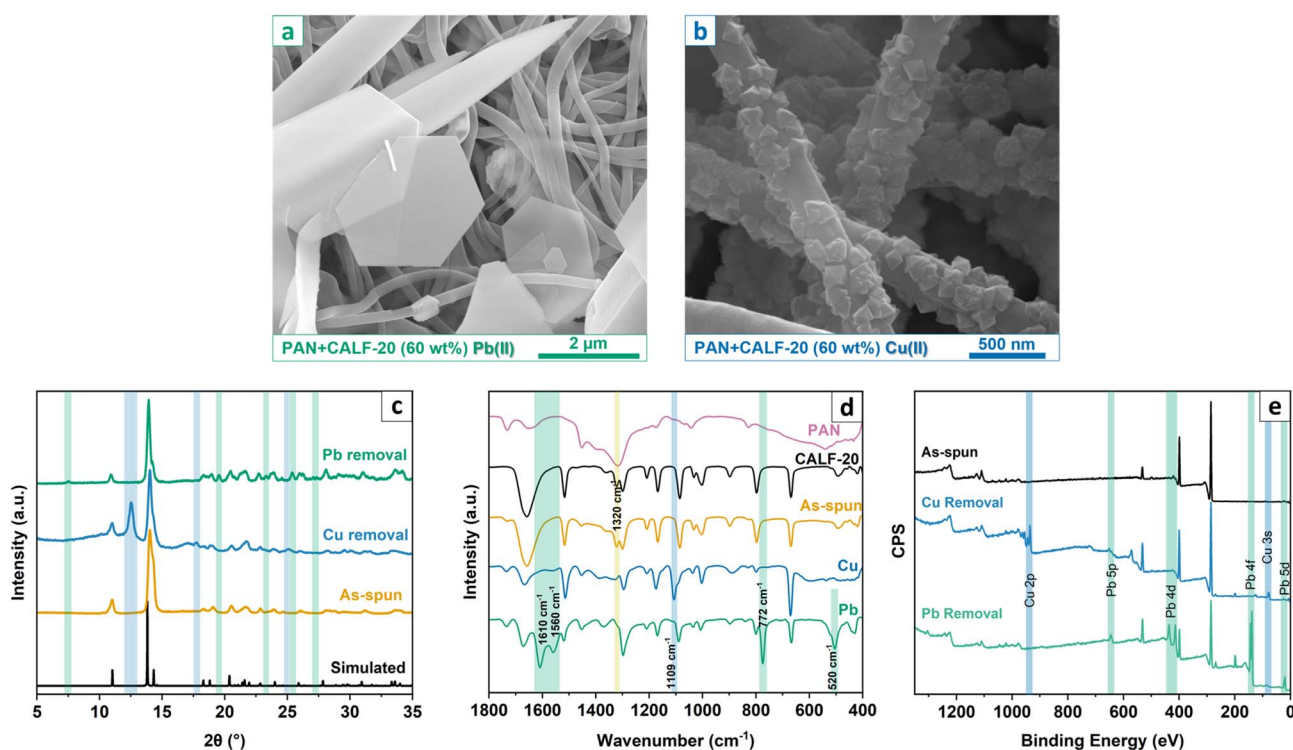 a
PAN+CALF-20 (60 wt%) Pb(II)
2 μm
b
PAN+CALF-20 (60 wt%) Cu(II)
500 nm
c
Pb removal
Cu removal
As-spun
Simulated
Intensity (a.u.)
5 10 15 20 25 30 35
2θ (°)
d
PAN
CALF-20
As-spun
Cu
Pb
1610 cm⁻¹
1560 cm⁻¹
1320 cm⁻¹
1109 cm⁻¹
772 cm⁻¹
520 cm⁻¹
Intensity (a.u.)
1800 1600 1400 1200 1000 800 600 400
Wavenumber (cm⁻¹)
e
As-spun
Cu Removal
Pb Removal
Cu 2p
Pb 5p
Pb 4d
Pb 4f
Cu 3s
Pb 5d
CPS
1200 1000 800 600 400 200 0
Binding Energy (eV)